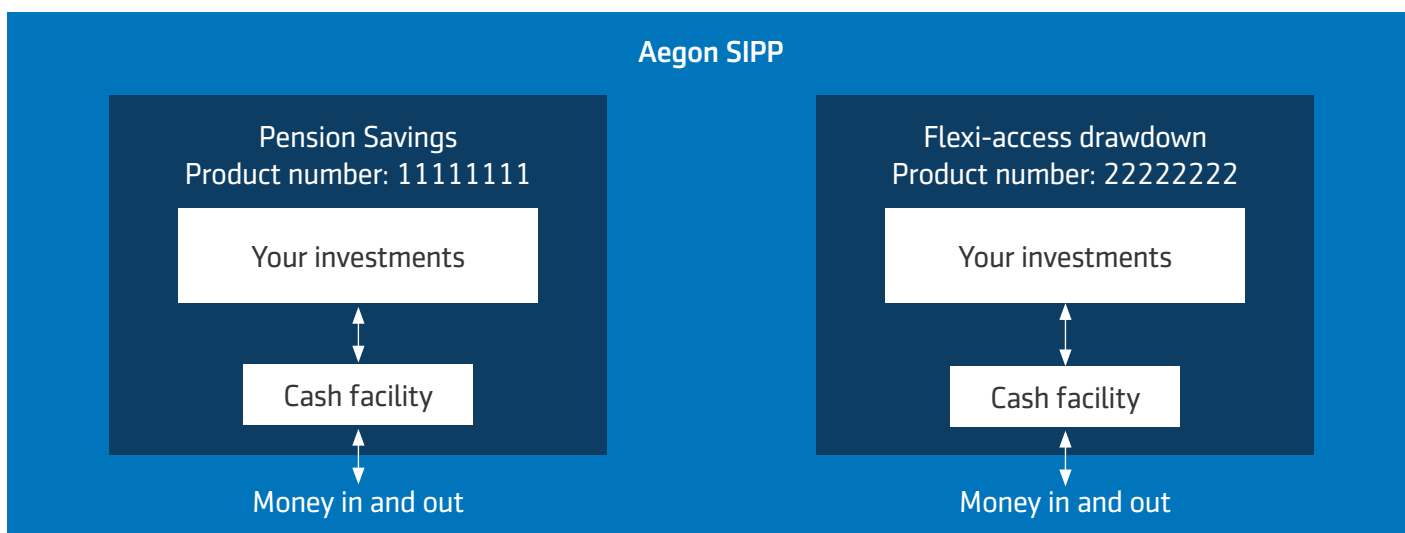 Aegon SIPP
Pension Savings
Product number: 11111111
Your investments
Cash facility
Money in and out
Flexi-access drawdown
Product number: 22222222
Your investments
Cash facility
Money in and out